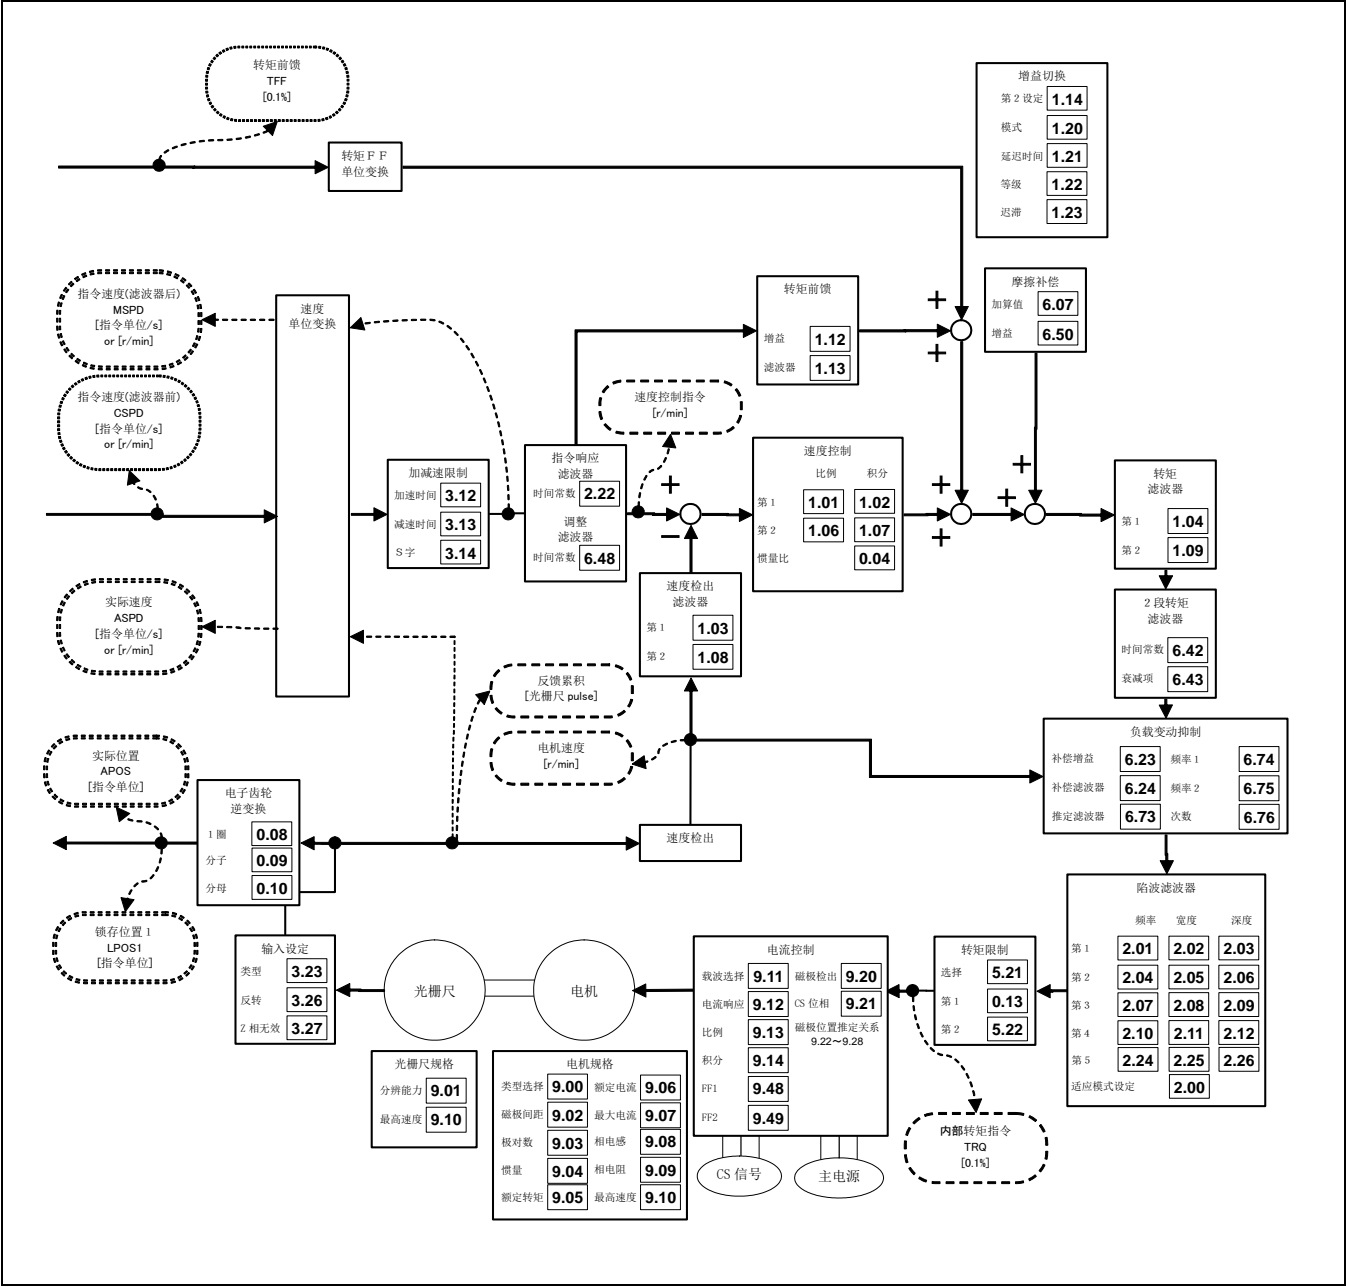 转矩前馈
TFF
[0.1%]
转矩ＦＦ
单位变换
增益切换
第２设定 1.14
模式 1.20
延迟时间 1.21
等级 1.22
迟滞 1.23
指令速度(滤波器后)
MSPD
[指令单位/s]
or [r/min]
指令速度(滤波器前)
CSPD
[指令单位/s]
or [r/min]
实际速度
ASPD
[指令单位/s]
or [r/min]
速度
单位变换
加减速限制
加速时间 3.12
减速时间 3.13
Ｓ字 3.14
指令响应
滤波器
时间常数 2.22
调整
滤波器
时间常数 6.48
转矩前馈
增益 1.12
滤波器 1.13
速度控制指令
[r/min]
+
−
速度控制
比例 积分
第１ 1.01 1.02
第２ 1.06 1.07
惯量比 0.04
+
+
+
+
摩擦补偿
加算值 6.07
增益 6.50
+
+
转矩
滤波器
第１ 1.04
第２ 1.09
2段转矩
滤波器
时间常数 6.42
衰减项 6.43
速度检出
滤波器
第１ 1.03
第２ 1.08
反馈累积
[光栅尺 pulse]
电机速度
[r/min]
速度检出
负载变动抑制
补偿增益 6.23 频率１ 6.74
补偿滤波器 6.24 频率２ 6.75
推定滤波器 6.73 次数 6.76
实际位置
APOS
[指令单位]
电子齿轮
逆变换
１圈 0.08
分子 0.09
分母 0.10
锁存位置１
LPOS1
[指令单位]
输入设定
类型 3.23
反转 3.26
Z相无效 3.27
光栅尺
电机
电流控制
载波选择 9.11 磁极检出 9.20
电流响应 9.12 CS位相 9.21
比例 9.13 磁极位置推定关系
9.22～9.28
积分 9.14
FF1 9.48
FF2 9.49
CS信号
主电源
转矩限制
选择 5.21
第１ 0.13
第２ 5.22
内部转矩指令
TRQ
[0.1%]
陷波滤波器
频率 宽度 深度
第１ 2.01 2.02 2.03
第２ 2.04 2.05 2.06
第３ 2.07 2.08 2.09
第４ 2.10 2.11 2.12
第５ 2.24 2.25 2.26
适应模式设定 2.00
光栅尺规格
分辨能力 9.01
最高速度 9.10
电机规格
类型选择 9.00 额定电流 9.06
磁极间距 9.02 最大电流 9.07
极对数 9.03 相电感 9.08
惯量 9.04 相电阻 9.09
额定转矩 9.05 最高速度 9.10